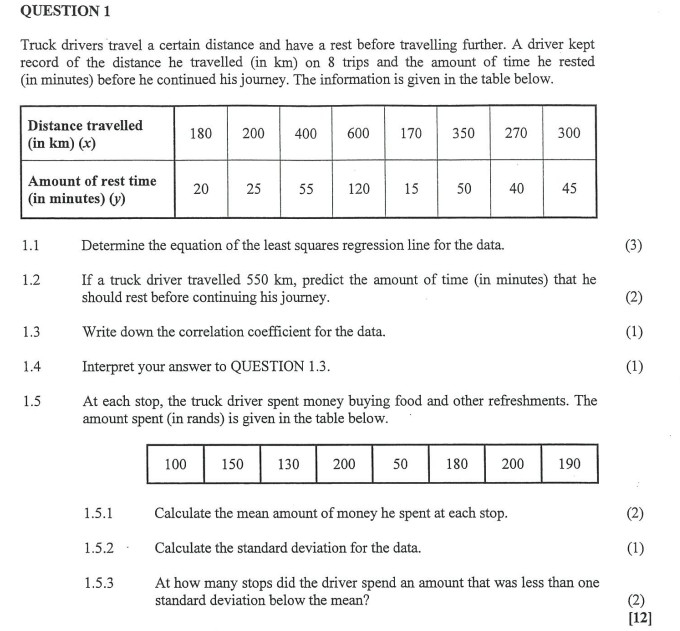 QUESTION 1
Truck drivers travel a certain distance and have a rest before travelling further. A driver kept
record of the distance he travelled (in km) on 8 trips and the amount of time he rested
(in minutes) before he continued his journey. The information is given in the table below.
Distance travelled
(in km) (x) 180 200 400 600 170 350 270 300
Amount of rest time
(in minutes) (y) 20 25 55 120 15 50 40 45
1.1 Determine the equation of the least squares regression line for the data. (3)
1.2 If a truck driver travelled 550 km, predict the amount of time (in minutes) that he
should rest before continuing his journey. (2)
1.3 Write down the correlation coefficient for the data. (1)
1.4 Interpret your answer to QUESTION 1.3. (1)
1.5 At each stop, the truck driver spent money buying food and other refreshments. The
amount spent (in rands) is given in the table below.
100 150 130 200 50 180 200 190
1.5.1 Calculate the mean amount of money he spent at each stop. (2)
1.5.2 Calculate the standard deviation for the data. (1)
1.5.3 At how many stops did the driver spend an amount that was less than one
standard deviation below the mean? (2)
[12]